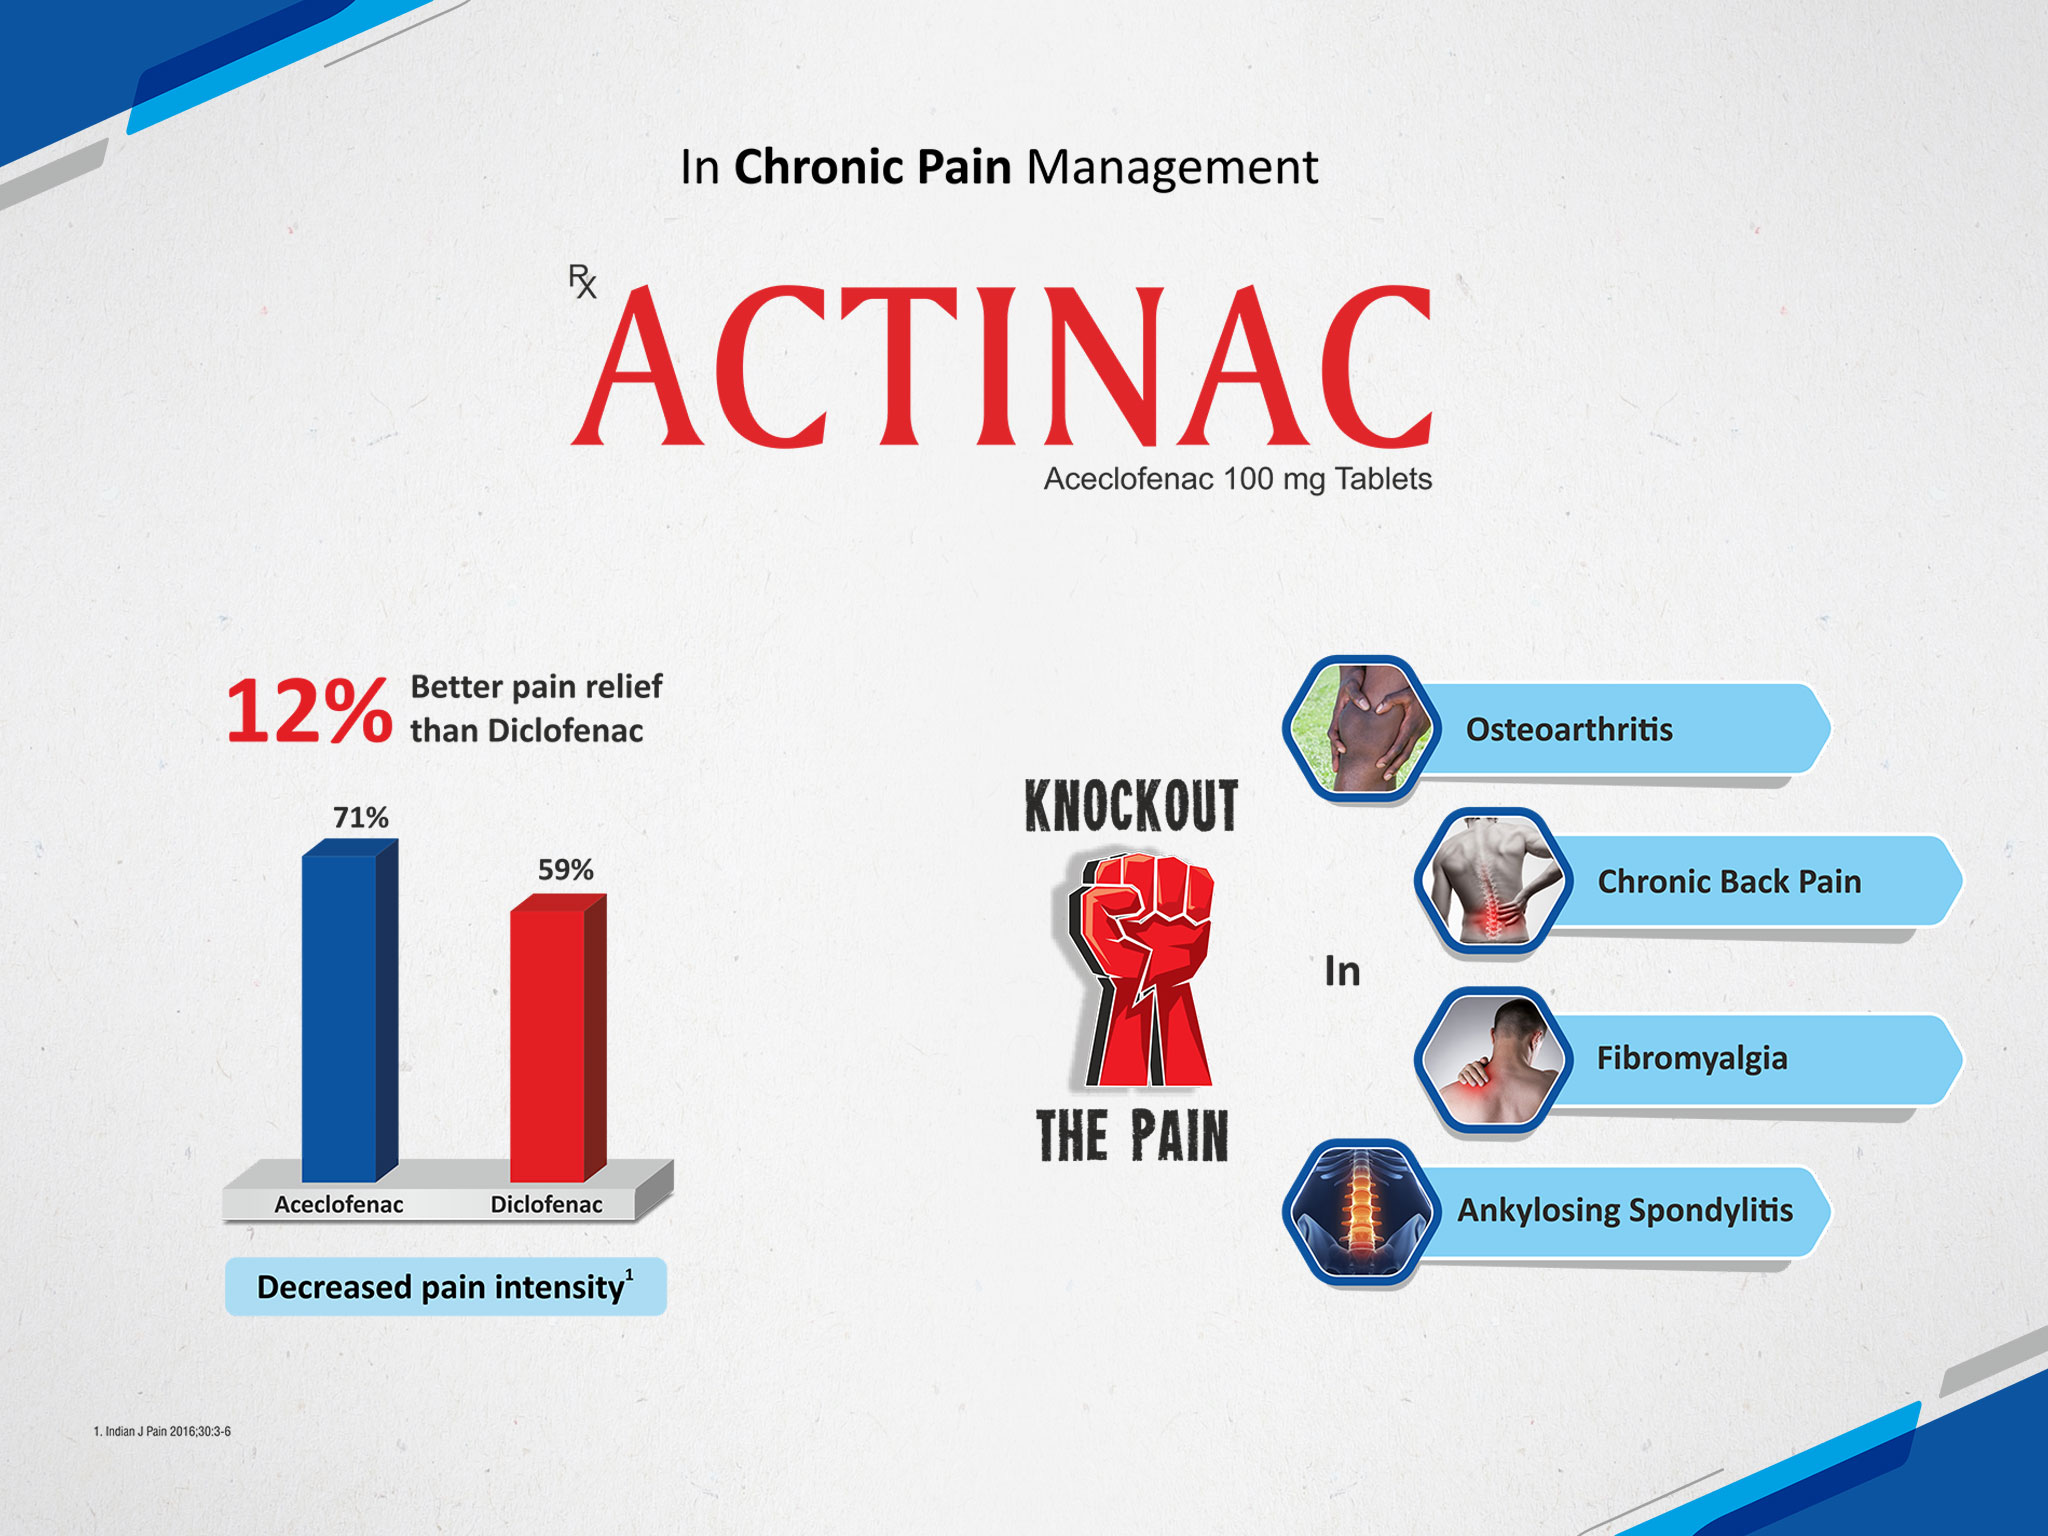 In Chronic Pain Management
Rx
ACTINAC
Aceclofenac 100 mg Tablets
12%
Better pain relief
than Diclofenac
71%
59%
Aceclofenac
Diclofenac
Decreased pain intensity1
KNOCKOUT
THE PAIN
In
Osteoarthritis
Chronic Back Pain
Fibromyalgia
Ankylosing Spondylitis
1. Indian J Pain 2016;30:3-6